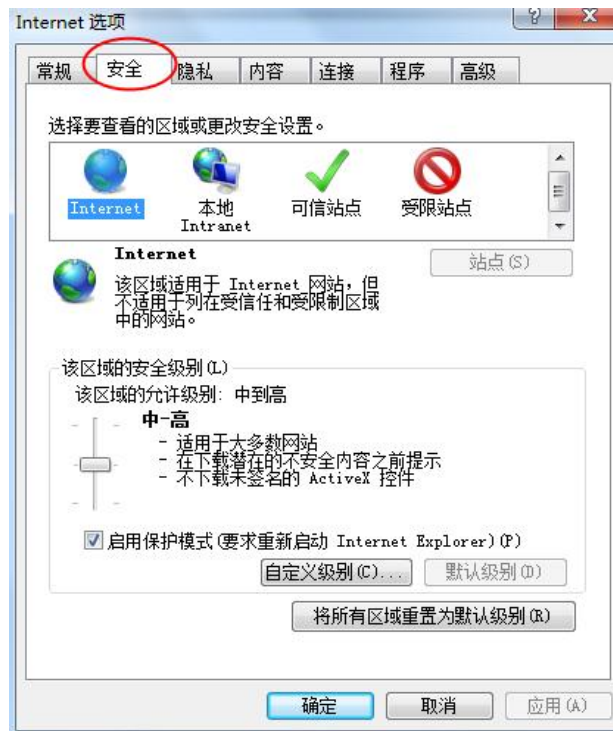 Internet 选项
常规 安全 隐私 内容 连接 程序 高级
选择要查看的区域或更改安全设置。
Internet 本地 Intranet 可信站点 受限站点
Internet
站点(S)
该区域适用于 Internet 网站，但
不适用于列在受信任和受限制区域
中的网站。
该区域的安全级别(L)
该区域的允许级别: 中到高
中-高
- 适用于大多数网站
- 在下载潜在的不安全内容之前提示
- 不下载未签名的 ActiveX 控件
启用保护模式(要求重新启动 Internet Explorer)(P)
自定义级别(C)... 默认级别(D)
将所有区域重置为默认级别(R)
确定 取消 应用(A)